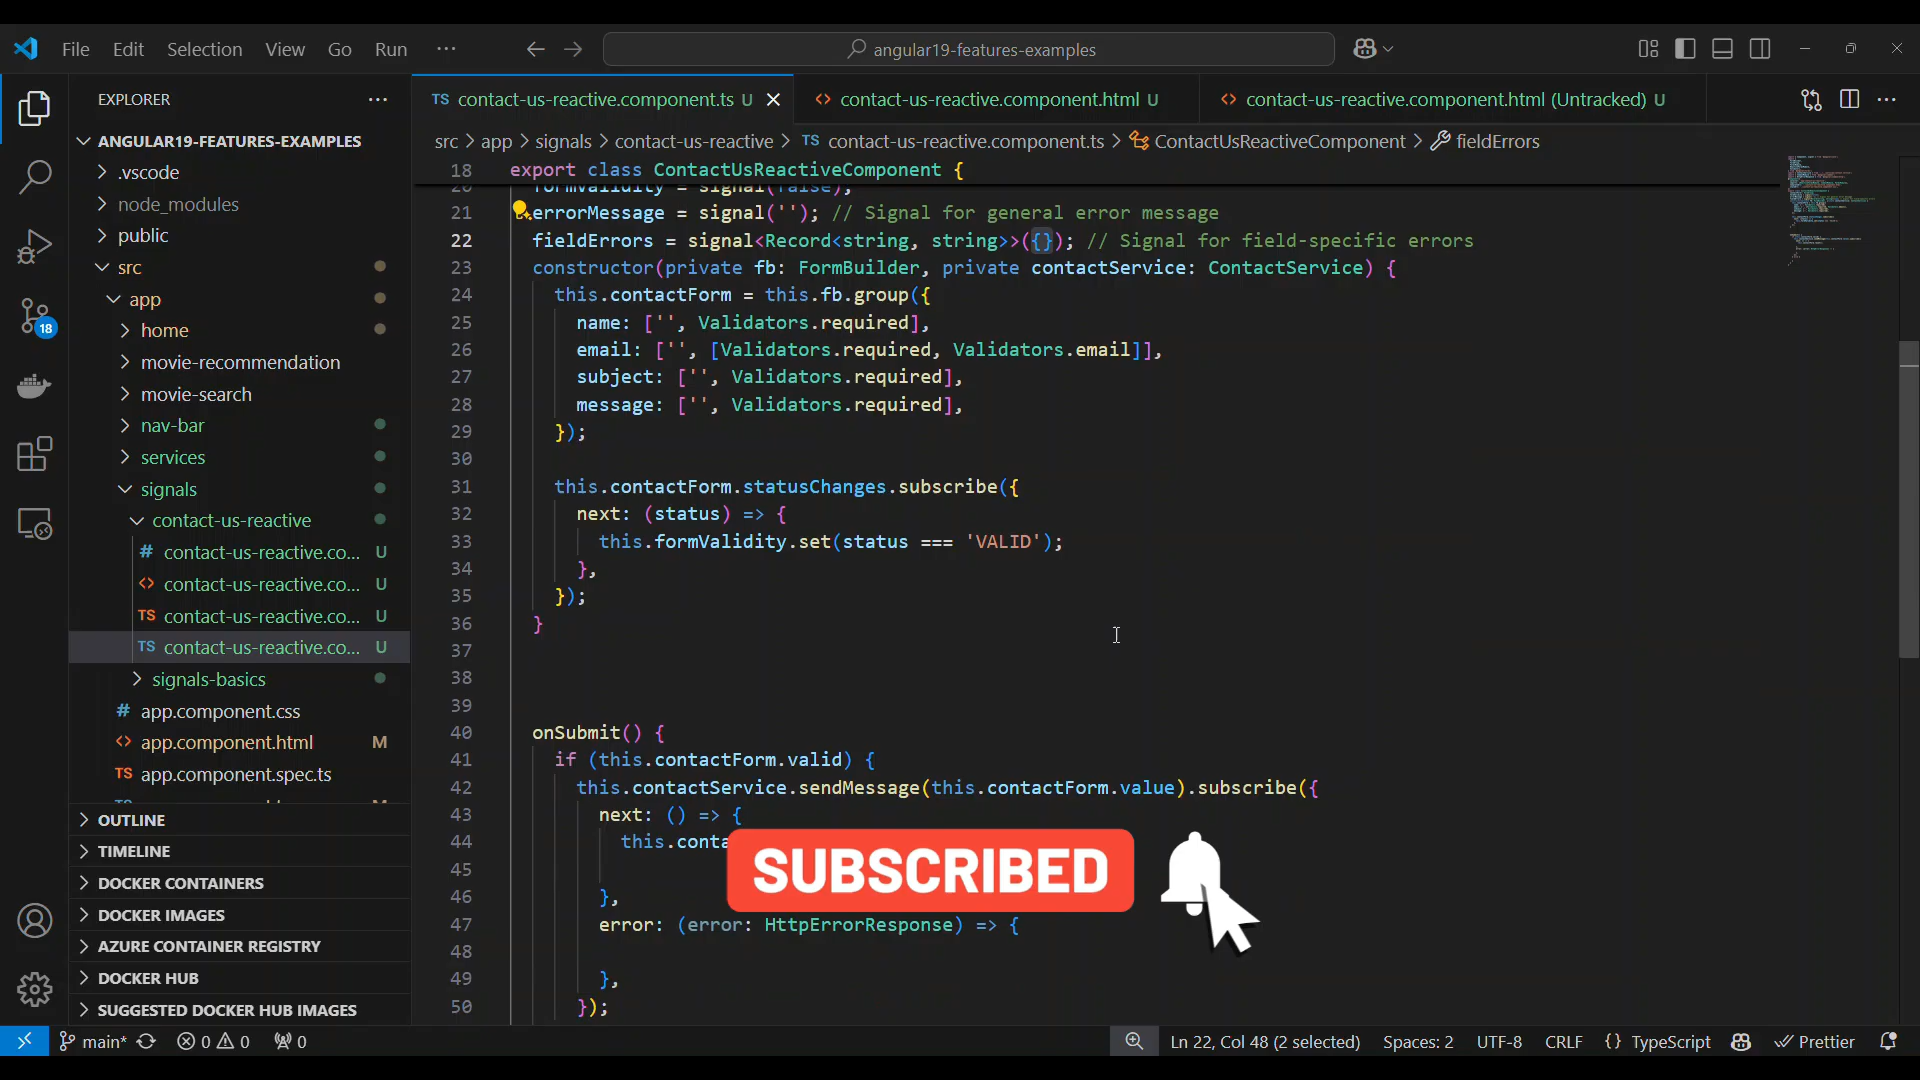 File Edit Selection View Go Run ··· angular19-features-examples
EXPLORER ···
TS contact-us-reactive.component.ts U
<> contact-us-reactive.component.html U
<> contact-us-reactive.component.html (Untracked) U
ANGULAR19-FEATURES-EXAMPLES
.vscode
node_modules
public
src
app
home
movie-recommendation
movie-search
nav-bar
services
signals
contact-us-reactive
# contact-us-reactive.co... U
<> contact-us-reactive.co... U
TS contact-us-reactive.co... U
TS contact-us-reactive.co... U
signals-basics
# app.component.css
<> app.component.html M
TS app.component.spec.ts
OUTLINE
TIMELINE
DOCKER CONTAINERS
DOCKER IMAGES
AZURE CONTAINER REGISTRY
DOCKER HUB
SUGGESTED DOCKER HUB IMAGES
18
src > app > signals > contact-us-reactive > TS contact-us-reactive.component.ts > ContactUsReactiveComponent > fieldErrors
18 export class ContactUsReactiveComponent {
20 formValidity = signal(false);
21 errorMessage = signal(''); // Signal for general error message
22 fieldErrors = signal<Record<string, string>>({}); // Signal for field-specific errors
23 constructor(private fb: FormBuilder, private contactService: ContactService) {
24 this.contactForm = this.fb.group({
25 name: ['', Validators.required],
26 email: ['', [Validators.required, Validators.email]],
27 subject: ['', Validators.required],
28 message: ['', Validators.required],
29 });
30
31 this.contactForm.statusChanges.subscribe({
32 next: (status) => {
33 this.formValidity.set(status === 'VALID');
34 },
35 });
36 }
37
38
39
40 onSubmit() {
41 if (this.contactForm.valid) {
42 this.contactService.sendMessage(this.contactForm.value).subscribe({
43 next: () => {
44 this.conta
45
46 },
47 error: (error: HttpErrorResponse) => {
48
49 },
50 });
SUBSCRIBED
main* 0 0 0 Ln 22, Col 48 (2 selected) Spaces: 2 UTF-8 CRLF {} TypeScript Prettier